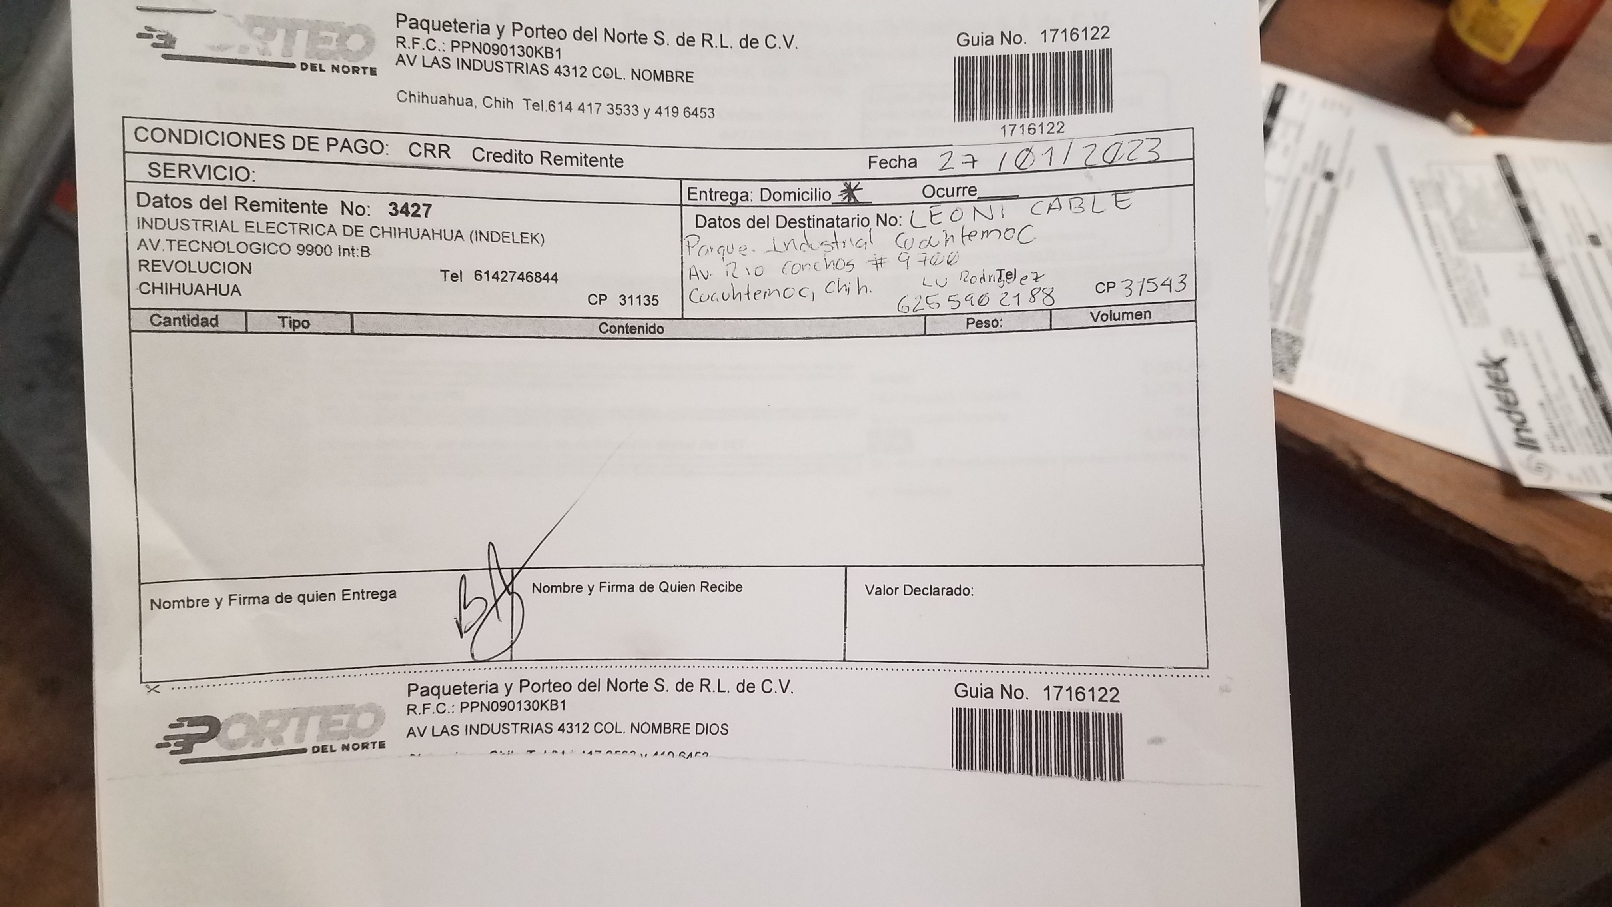 PORTEO
DEL NORTE
Paqueteria y Porteo del Norte S. de R.L. de C.V.
R.F.C.: PPN090130KB1
AV LAS INDUSTRIAS 4312 COL. NOMBRE
Chihuahua, Chih Tel.614 417 3533 y 419 6453
Guia No. 1716122
1716122
CONDICIONES DE PAGO: CRR Credito Remitente
Fecha 27/01/2023
SERVICIO:
Entrega: Domicilio Ocurre
Datos del Remitente No: 3427
INDUSTRIAL ELECTRICA DE CHIHUAHUA (INDELEK)
AV.TECNOLOGICO 9900 Int:B
REVOLUCION
Tel 6142746844
CHIHUAHUA
CP 31135
Datos del Destinatario No: LEONI CABLE
Parque Industrial Cuauhtemoc
Av. Rio Conchos # 9700
Lu Rodriguez Tel
Cuauhtemoc, Chih. 625 590 2188 CP 31543
Cantidad Tipo Contenido Peso: Volumen
Nombre y Firma de quien Entrega
Nombre y Firma de Quien Recibe
Valor Declarado:
PORTEO
DEL NORTE
Paqueteria y Porteo del Norte S. de R.L. de C.V.
R.F.C.: PPN090130KB1
AV LAS INDUSTRIAS 4312 COL. NOMBRE DIOS
Guia No. 1716122
Indelek